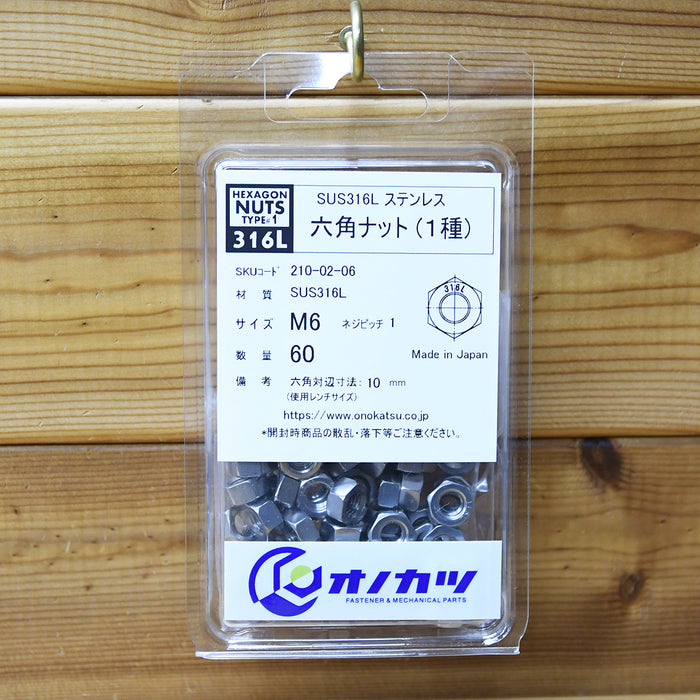 HEXAGON
NUTS
TYPE#1
316L
SUS316L ステンレス
六角ナット（1種）
SKUコード 210-02-06
材 質 SUS316L
サイズ M6 ネジピッチ 1
数 量 60
備 考 六角対辺寸法: 10 mm
（使用レンチサイズ）
316L
Made in Japan
https://www.onokatsu.co.jp
*開封時商品の散乱・落下等ご注意ください。
オノカツ
FASTENER & MECHANICAL PARTS